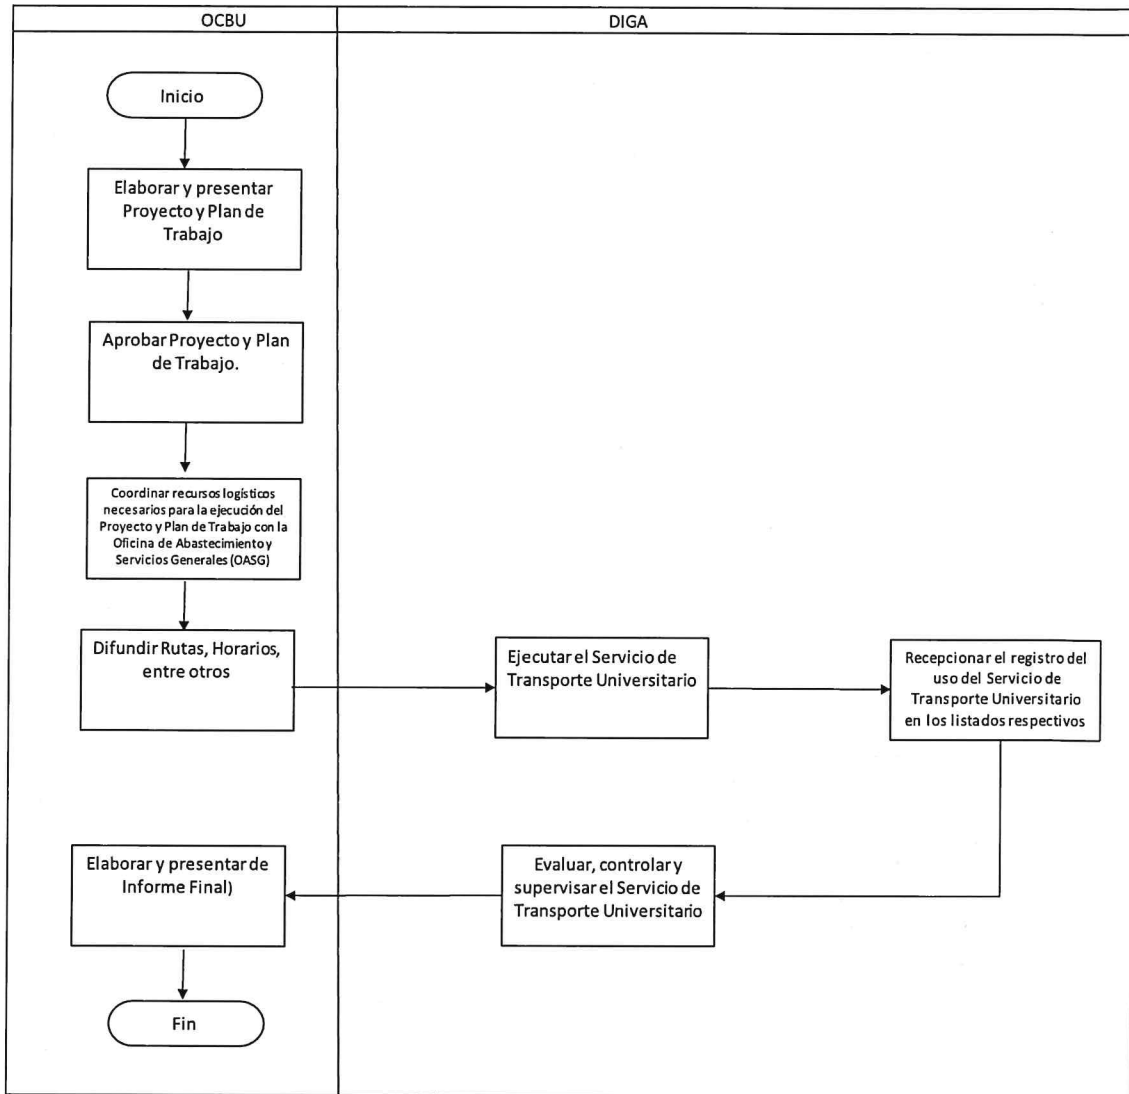 OCBU
DIGA
Inicio
Elaborar y presentar
Proyecto y Plan de
Trabajo
Aprobar Proyecto y Plan
de Trabajo.
Coordinar recursos logísticos
necesarios para la ejecución del
Proyecto y Plan de Trabajo con la
Oficina de Abastecimiento y
Servicios Generales (OASG)
Difundir Rutas, Horarios,
entre otros
Ejecutar el Servicio de
Transporte Universitario
Recepcionar el registro del
uso del Servicio de
Transporte Universitario
en los listados respectivos
Evaluar, controlar y
supervisar el Servicio de
Transporte Universitario
Elaborar y presentar de
Informe Final)
Fin